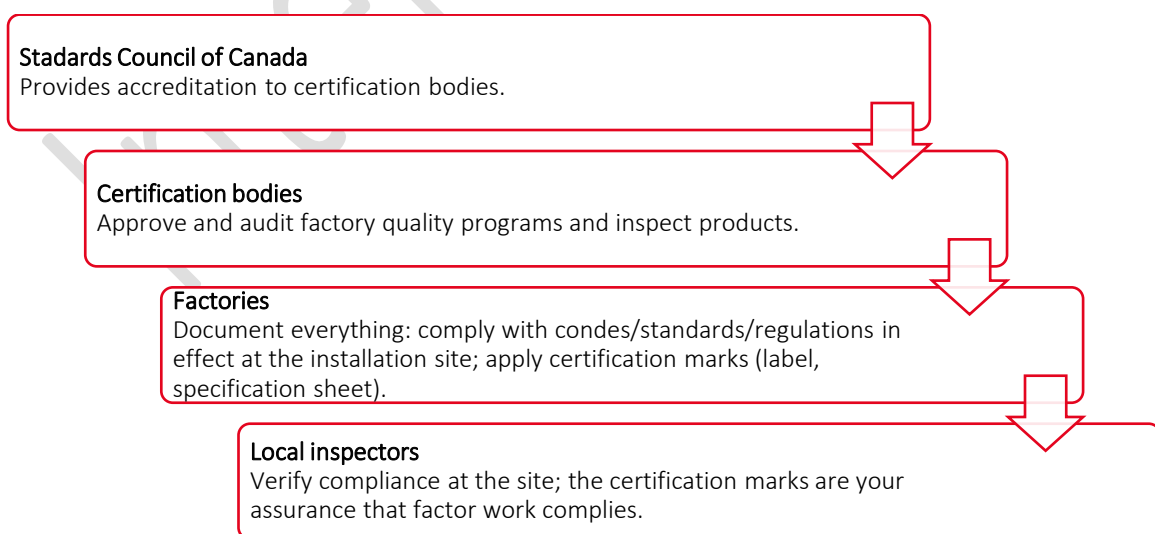 Stadards Council of Canada
Provides accreditation to certification bodies.
Certification bodies
Approve and audit factory quality programs and inspect products.
Factories
Document everything: comply with condes/standards/regulations in
effect at the installation site; apply certification marks (label,
specification sheet).
Local inspectors
Verify compliance at the site; the certification marks are your
assurance that factor work complies.